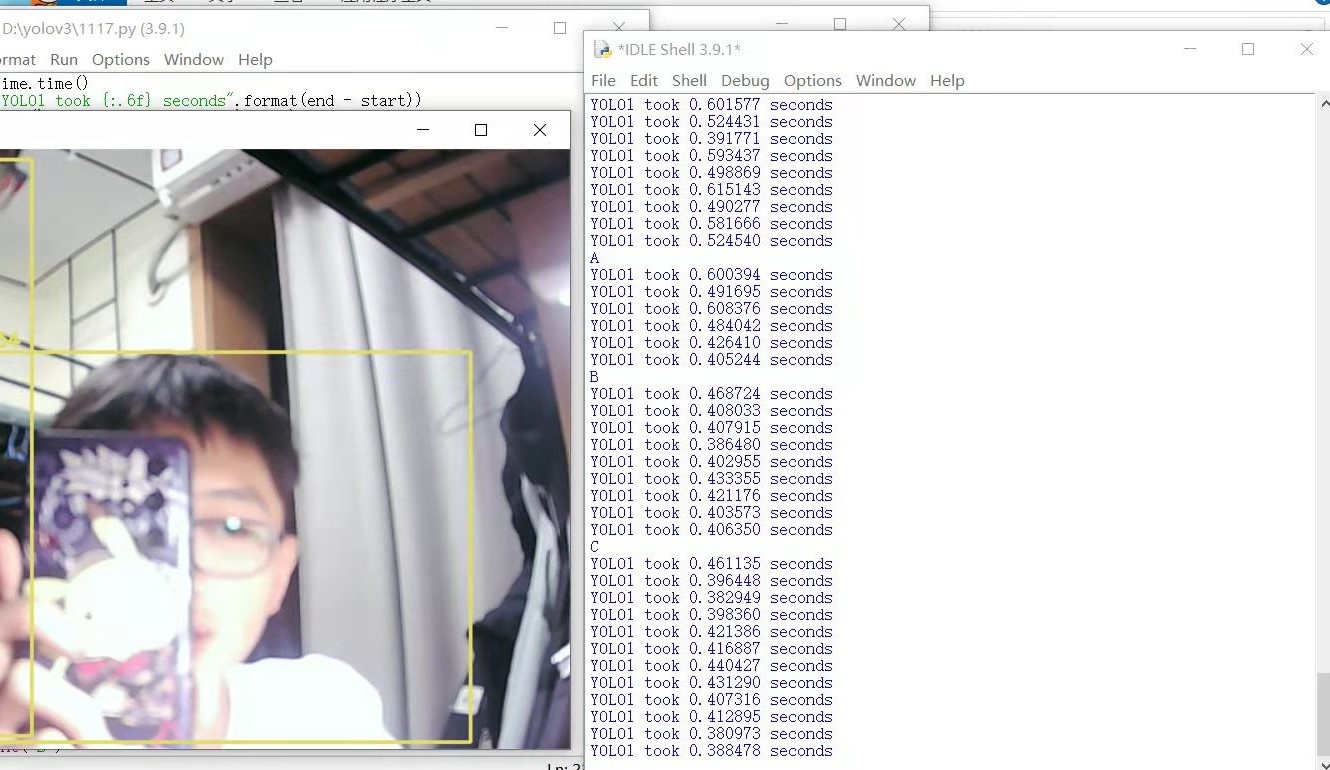 D:\yolov3\1117.py (3.9.1)
rmat Run Options Window Help
ime.time()
YOLO1 took {:.6f} seconds".format(end - start))
*IDLE Shell 3.9.1*
File Edit Shell Debug Options Window Help
YOLO1 took 0.601577 seconds
YOLO1 took 0.524431 seconds
YOLO1 took 0.391771 seconds
YOLO1 took 0.593437 seconds
YOLO1 took 0.498869 seconds
YOLO1 took 0.615143 seconds
YOLO1 took 0.490277 seconds
YOLO1 took 0.581666 seconds
YOLO1 took 0.524540 seconds
A
YOLO1 took 0.600394 seconds
YOLO1 took 0.491695 seconds
YOLO1 took 0.608376 seconds
YOLO1 took 0.484042 seconds
YOLO1 took 0.426410 seconds
YOLO1 took 0.405244 seconds
B
YOLO1 took 0.468724 seconds
YOLO1 took 0.408033 seconds
YOLO1 took 0.407915 seconds
YOLO1 took 0.386480 seconds
YOLO1 took 0.402955 seconds
YOLO1 took 0.433355 seconds
YOLO1 took 0.421176 seconds
YOLO1 took 0.403573 seconds
YOLO1 took 0.406350 seconds
C
YOLO1 took 0.461135 seconds
YOLO1 took 0.396448 seconds
YOLO1 took 0.382949 seconds
YOLO1 took 0.398360 seconds
YOLO1 took 0.421386 seconds
YOLO1 took 0.416887 seconds
YOLO1 took 0.440427 seconds
YOLO1 took 0.431290 seconds
YOLO1 took 0.407316 seconds
YOLO1 took 0.412895 seconds
YOLO1 took 0.380973 seconds
YOLO1 took 0.388478 seconds